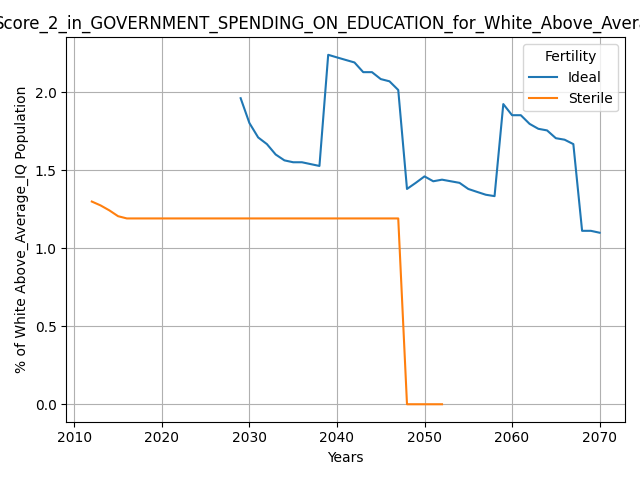 Score_2_in_GOVERNMENT_SPENDING_ON_EDUCATION_for_White_Above_Avera
Fertility
Ideal
Sterile
% of White Above_Average_IQ Population
2.0
1.5
1.0
0.5
0.0
2010 2020 2030 2040 2050 2060 2070
Years